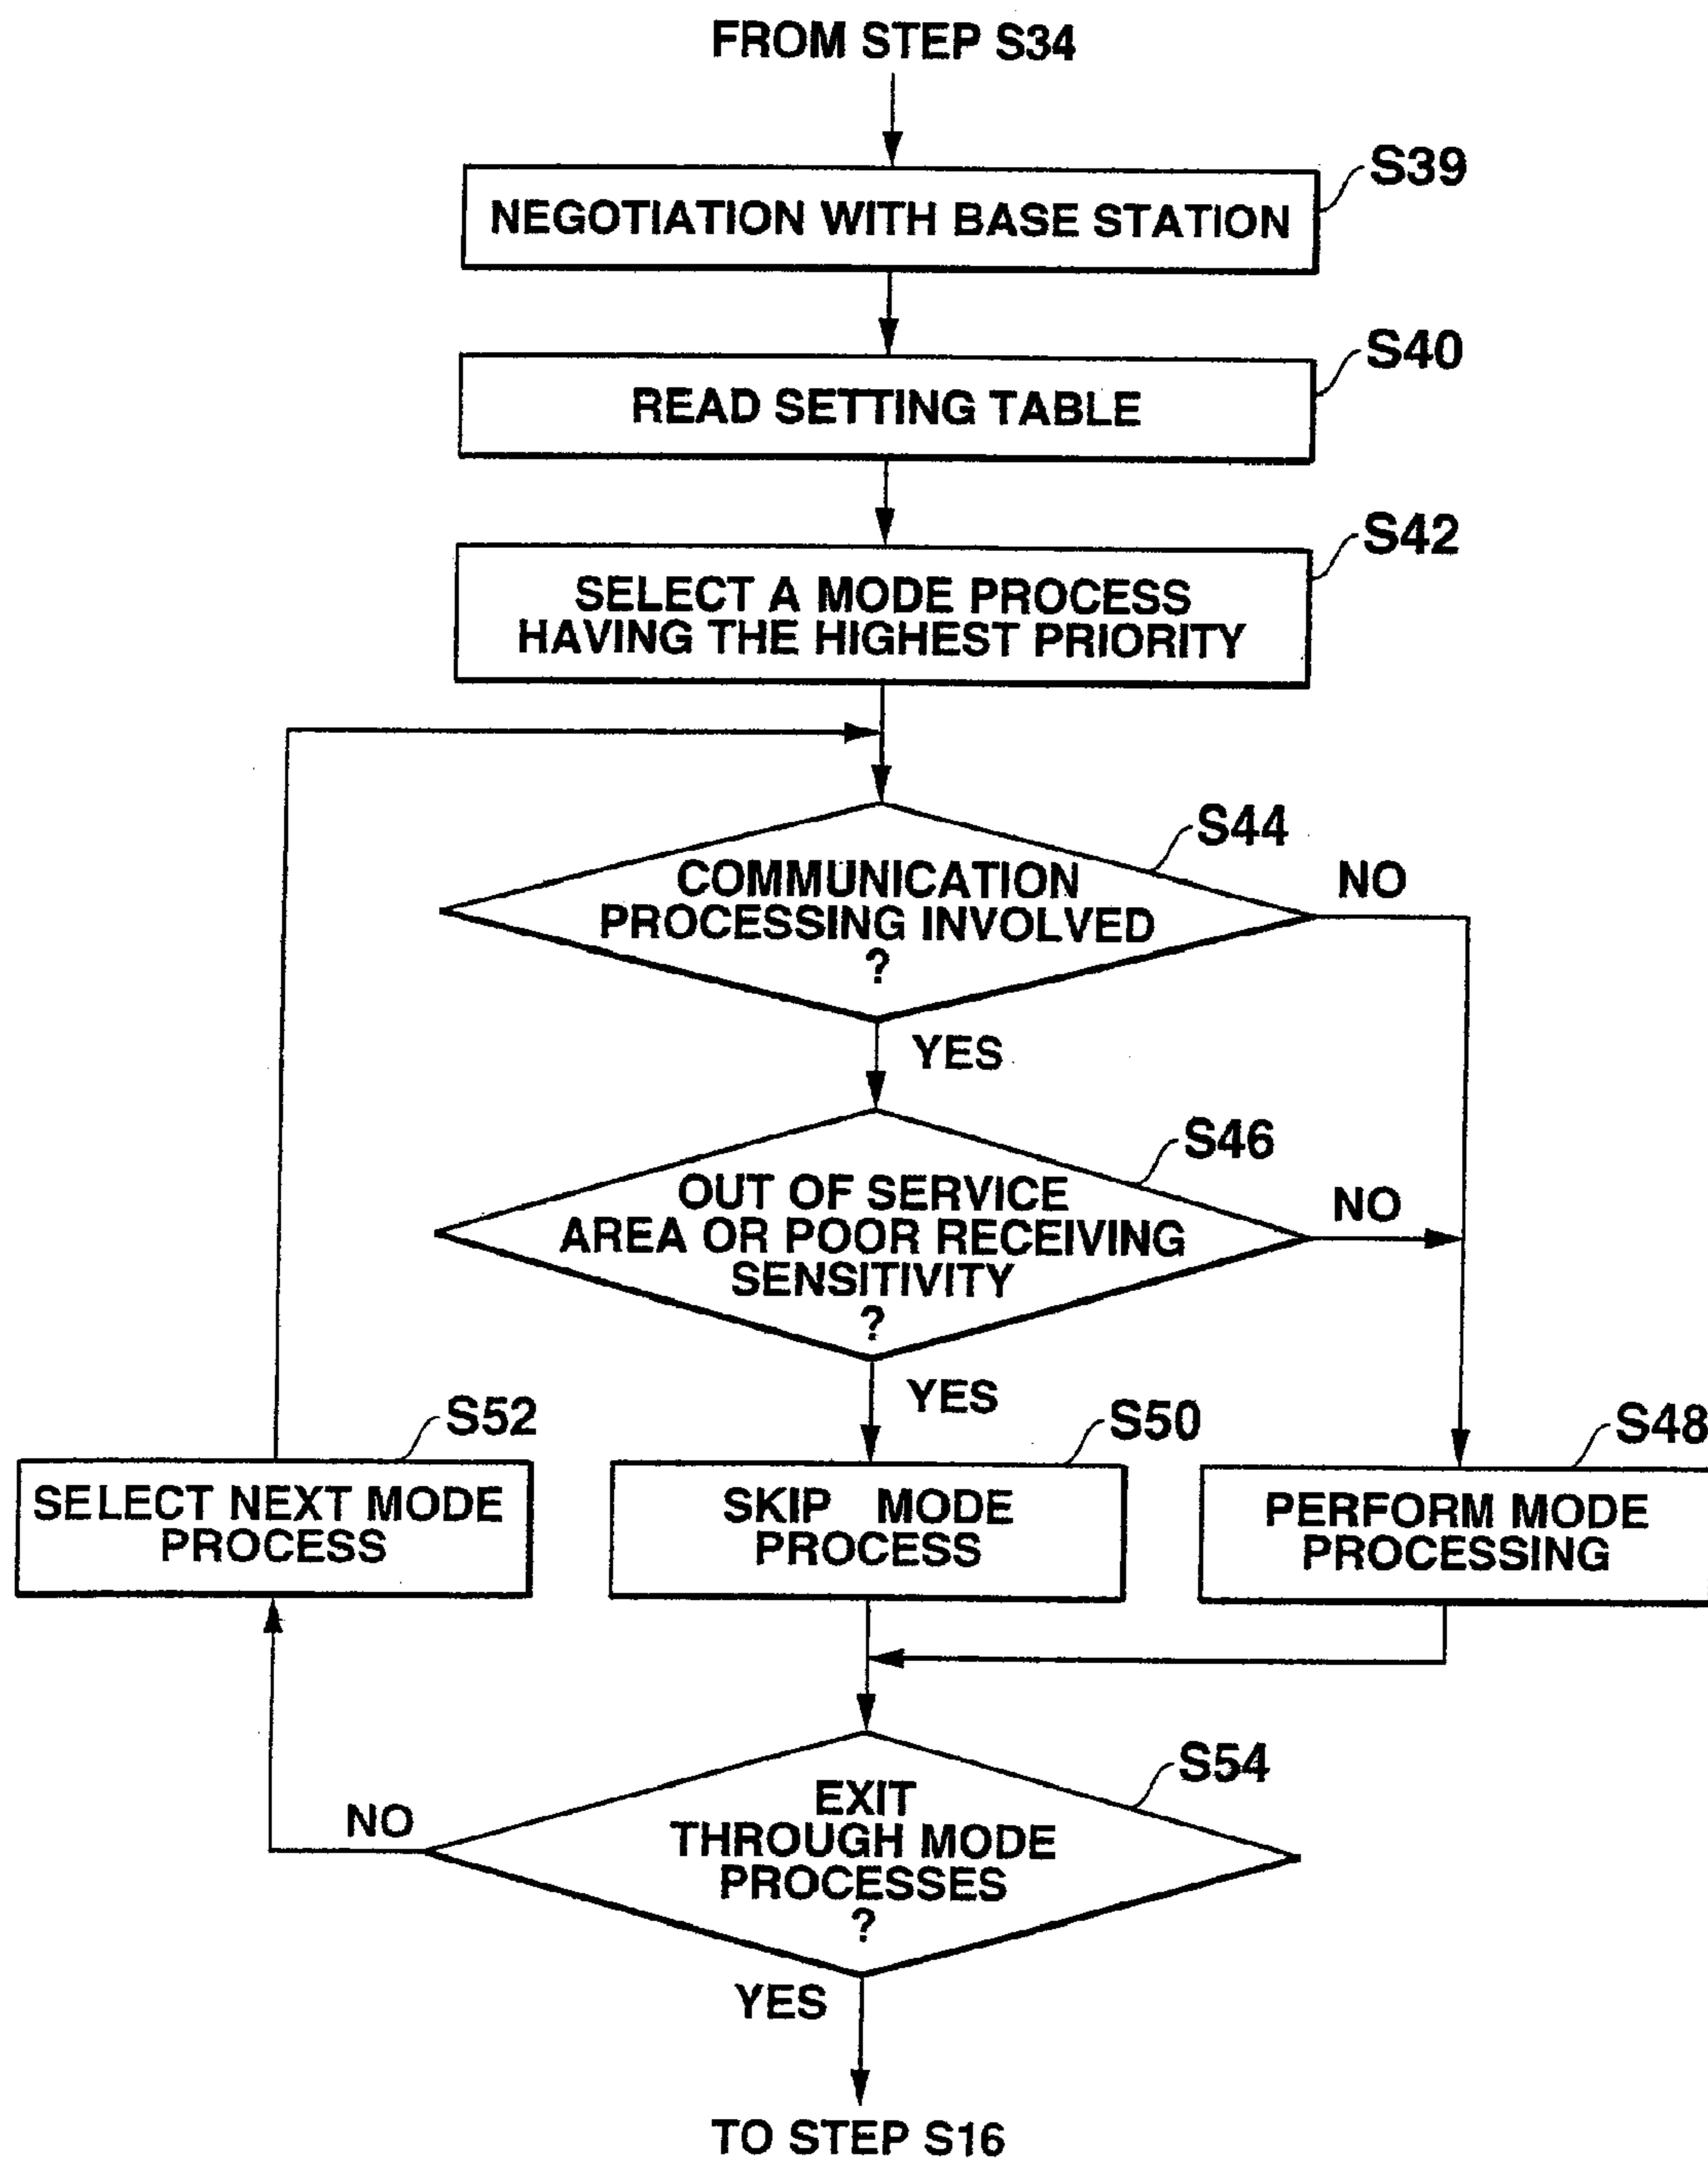 FROM STEP S34
S39
NEGOTIATION WITH BASE STATION
S40
READ SETTING TABLE
S42
SELECT A MODE PROCESS
HAVING THE HIGHEST PRIORITY
S44
COMMUNICATION
PROCESSING INVOLVED
?
NO
YES
S46
OUT OF SERVICE
AREA OR POOR RECEIVING
SENSITIVITY
?
NO
YES
S52
SELECT NEXT MODE
PROCESS
S50
SKIP MODE
PROCESS
S48
PERFORM MODE
PROCESSING
S54
EXIT
THROUGH MODE
PROCESSES
?
NO
YES
TO STEP S16